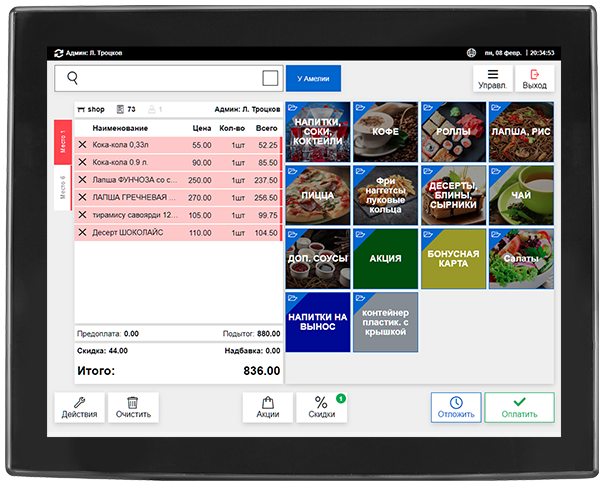 Админ: Л. Троцков
пн, 08 февр. | 20:34:53
У Амелии
Управл.
Выход
shop 73 1 Админ: Л. Троцков
Наименование Цена Кол-во Всего
Место 1
Место 6
Кока-кола 0,33л 55.00 1шт 52.25
Кока-кола 0.9 л. 90.00 1шт 85.50
Лапша ФУНЧОЗА со с... 250.00 1шт 237.50
ЛАПША ГРЕЧНЕВАЯ ... 270.00 1шт 256.50
тирамису савоярди 12... 105.00 1шт 99.75
Десерт ШОКОЛАЙС 110.00 1шт 104.50
Предоплата: 0.00 Подытог: 880.00
Скидка: 44.00 Надбавка: 0.00
Итого: 836.00
НАПИТКИ,
СОКИ,
КОКТЕЙЛИ
КОФЕ
РОЛЛЫ
ЛАПША, РИС
ПИЦЦА
Фри
наггетсы
луковые
кольца
ДЕСЕРТЫ,
БЛИНЫ,
СЫРНИКИ
ЧАЙ
ДОП. СОУСЫ
АКЦИЯ
БОНУСНАЯ
КАРТА
Салаты
НАПИТКИ НА
ВЫНОС
контейнер
пластик. с
крышкой
Действия
Очистить
Акции
Скидки
1
Отложить
Оплатить